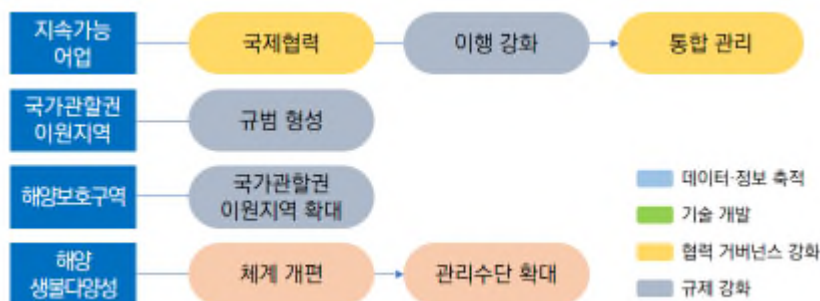 지속가능
어업
국제협력
이행 강화
통합 관리
국가관할권
이원지역
규범 형성
해양보호구역
국가관할권
이원지역 확대
해양
생물다양성
체계 개편
관리수단 확대
데이터·정보 축적
기술 개발
협력 거버넌스 강화
규제 강화